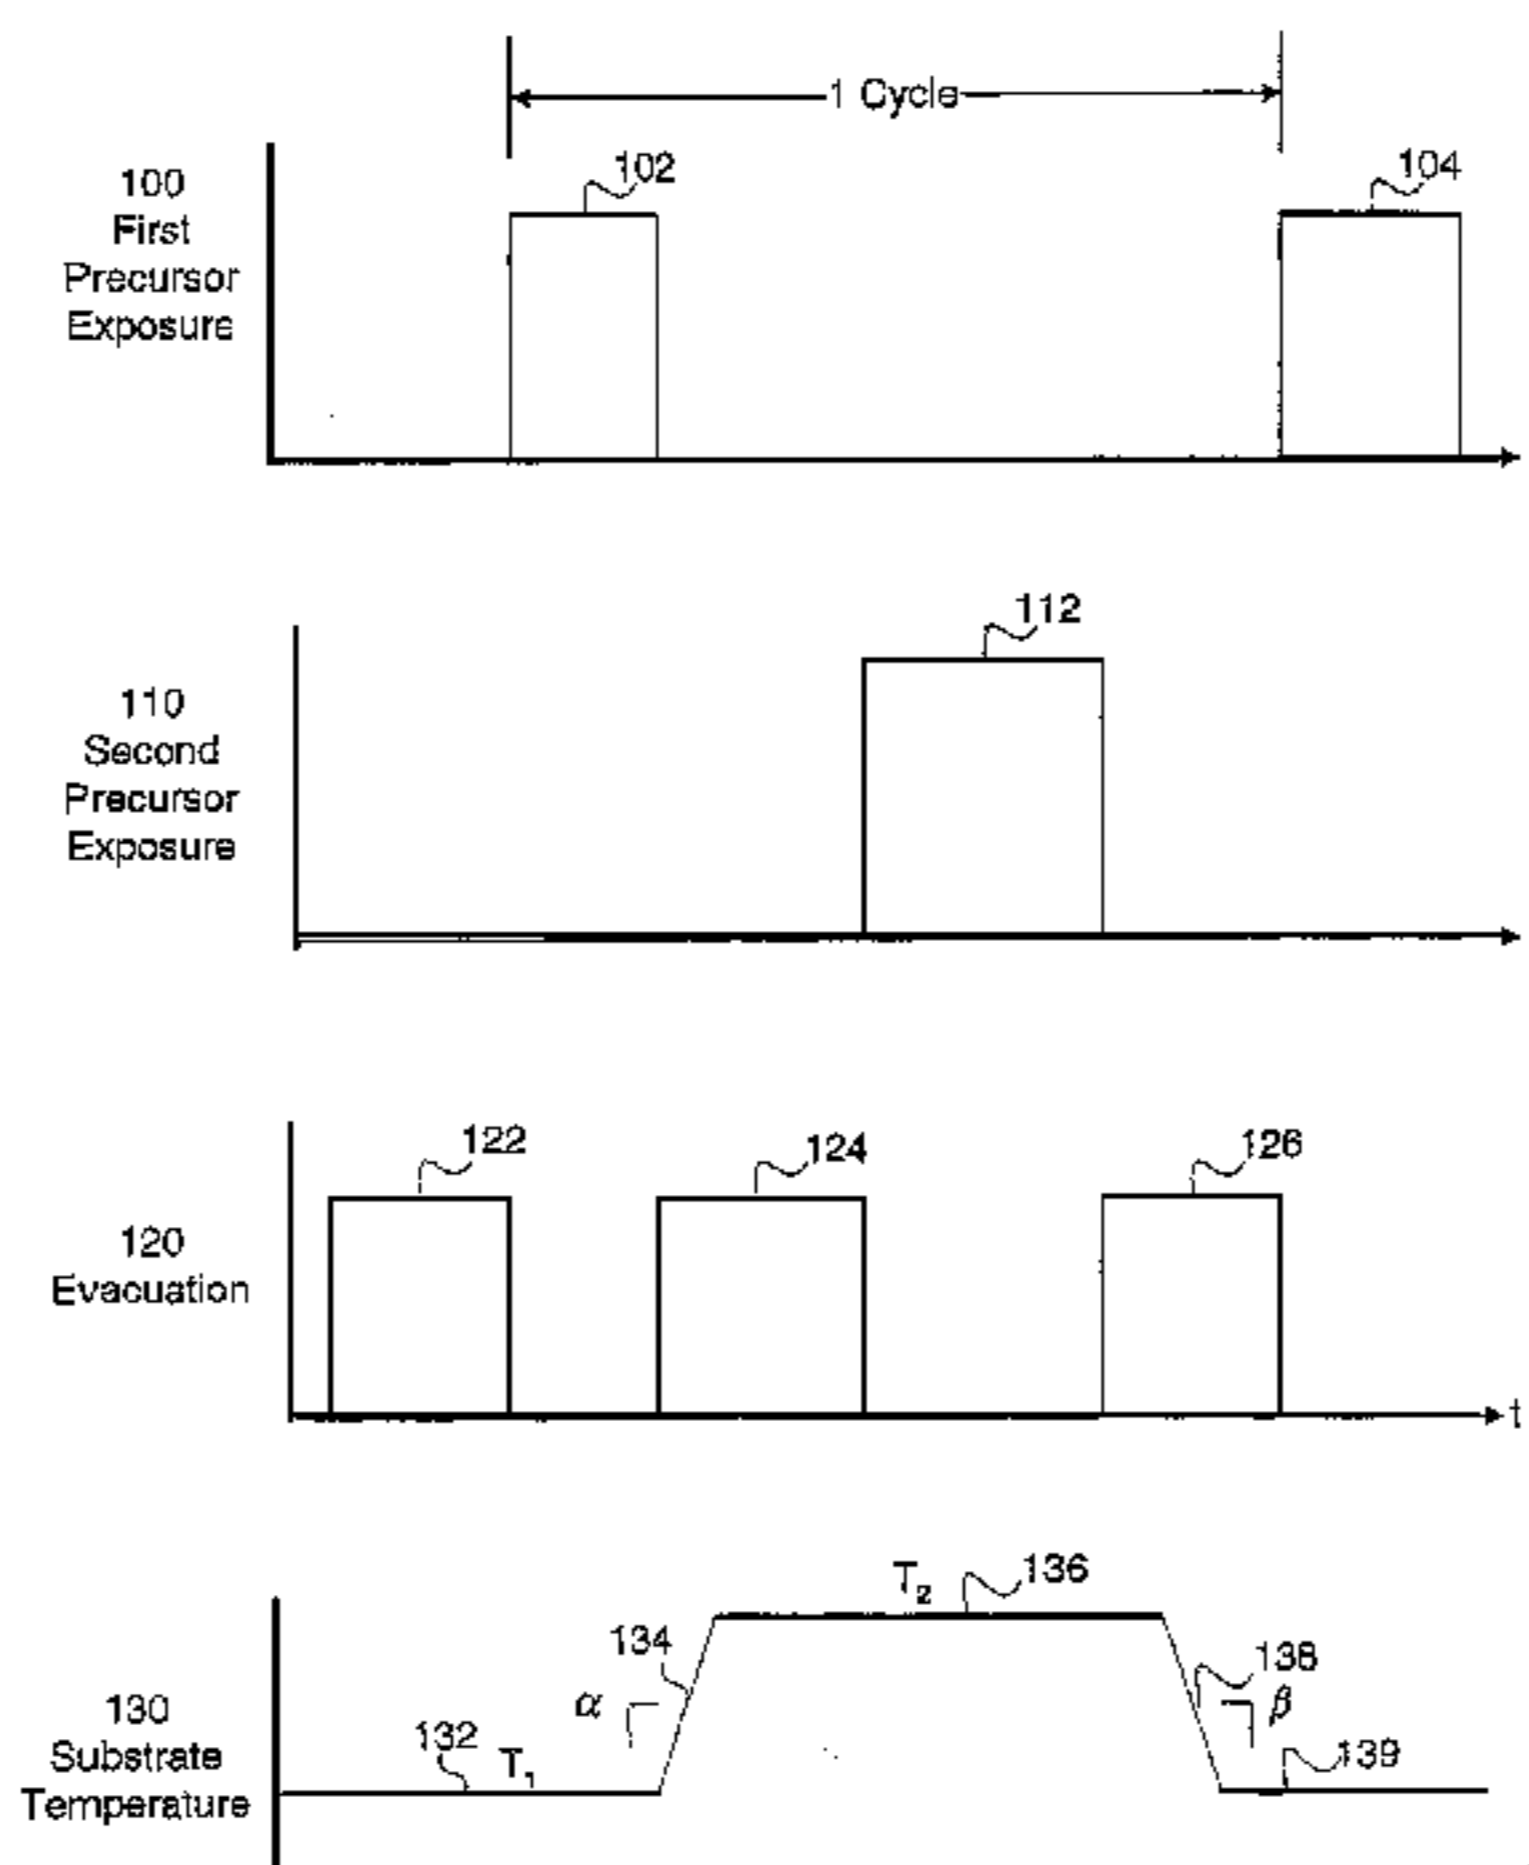 1 Cycle
102
104
100
First
Precursor
Exposure
112
110
Second
Precursor
Exposure
122
124
126
120
Evacuation
t
T₂
136
134
138
α
β
130
Substrate
Temperature
132
T₁
139